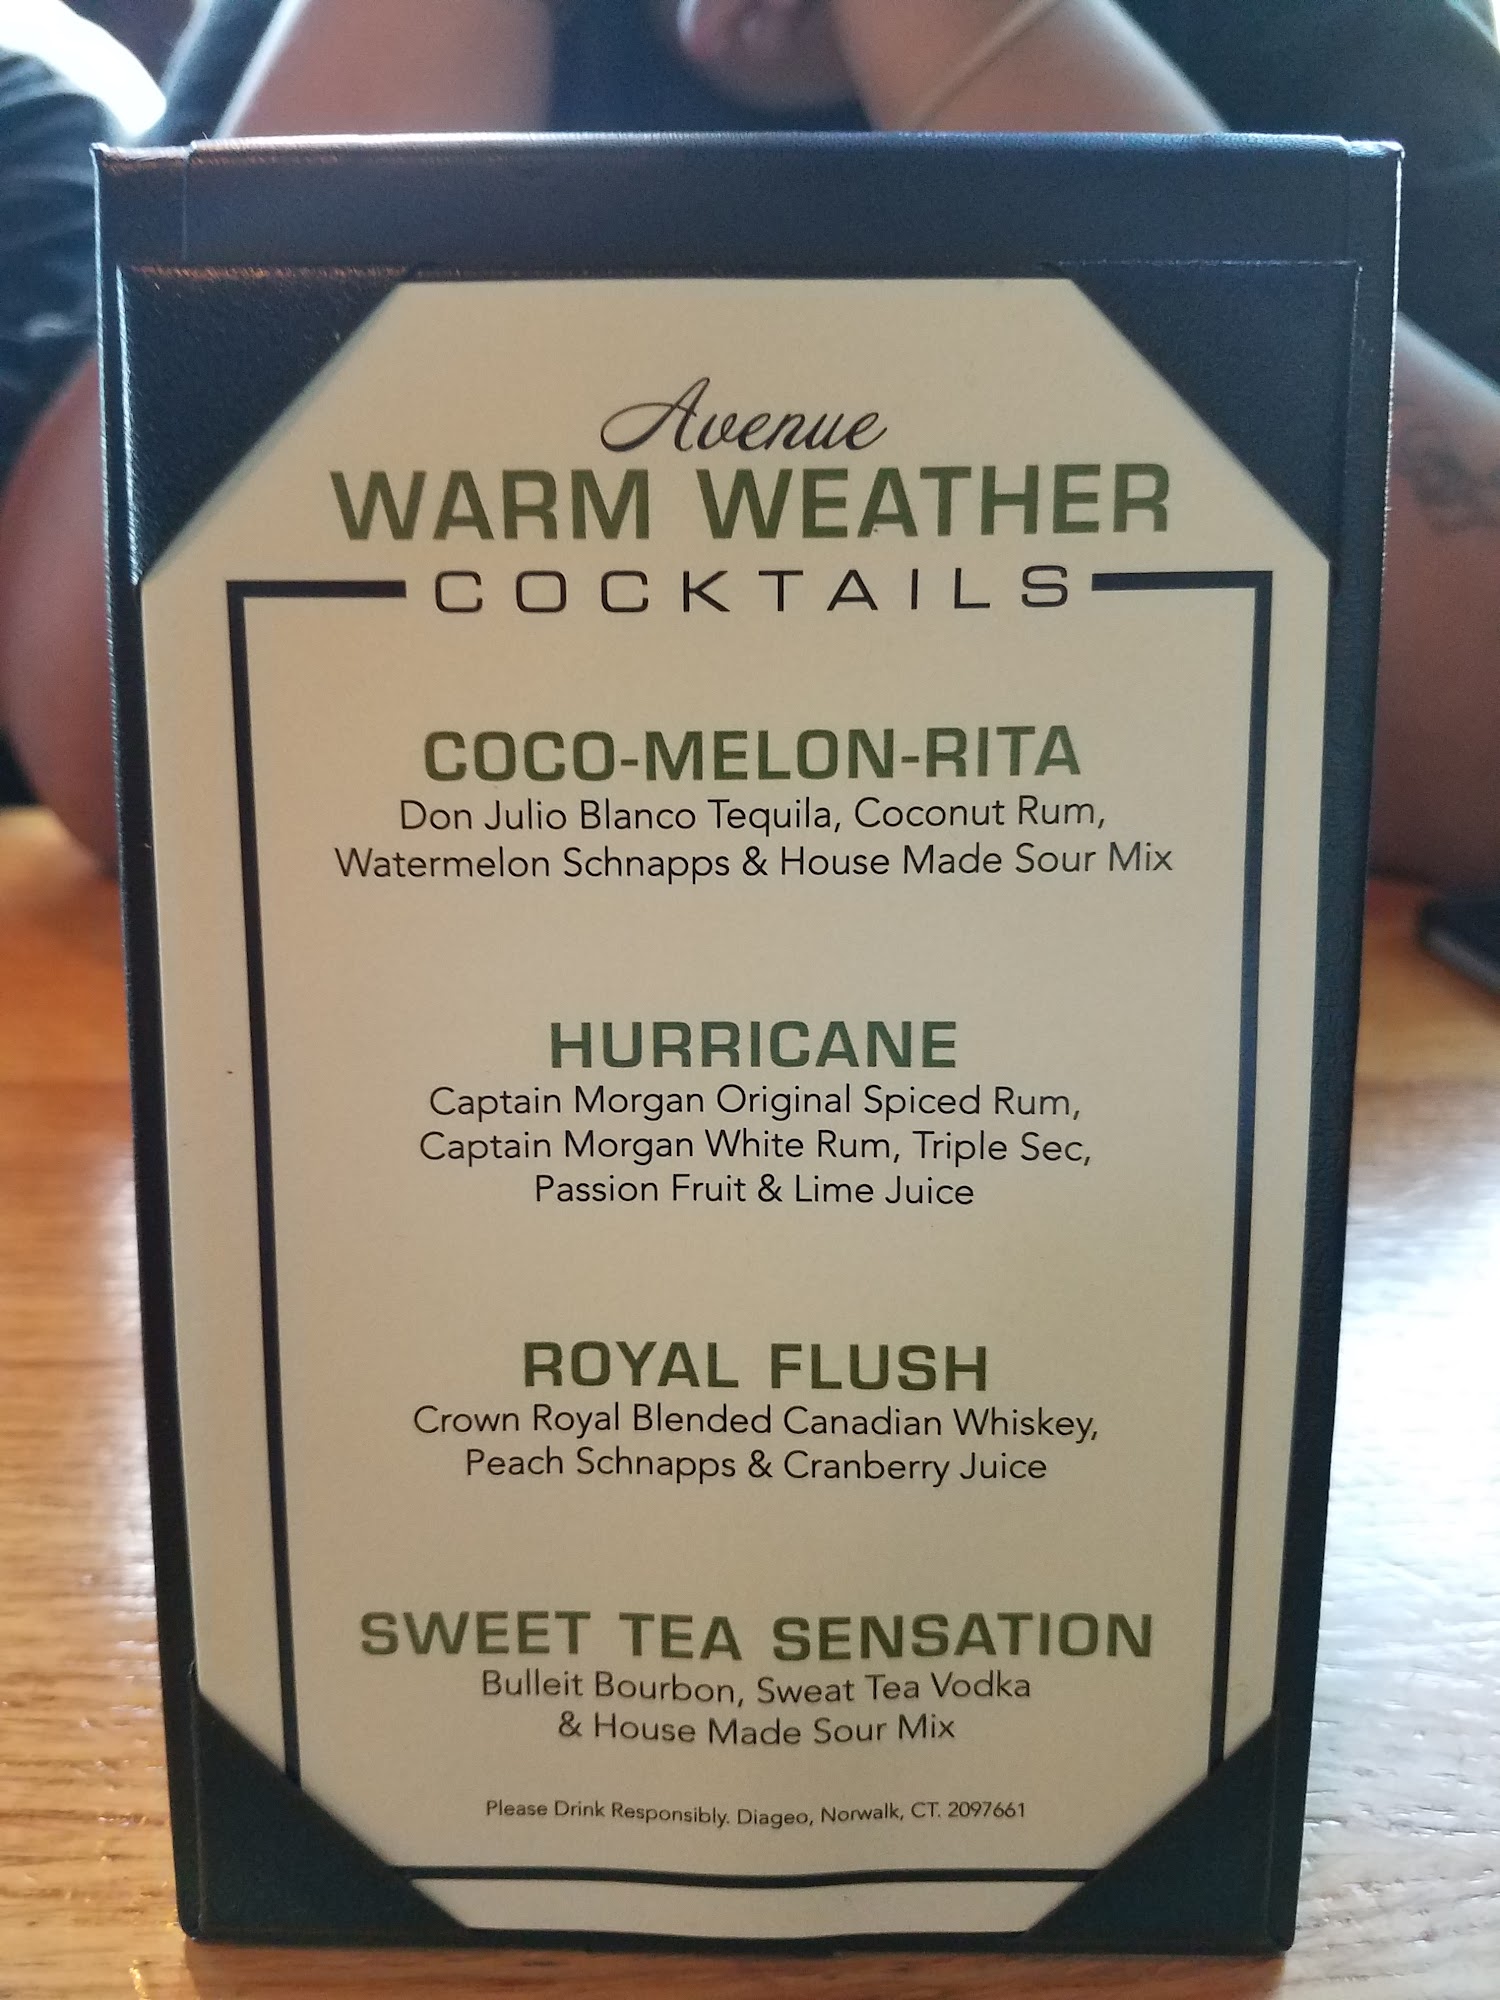 Avenue
WARM WEATHER
COCKTAILS
COCO-MELON-RITA
Don Julio Blanco Tequila, Coconut Rum,
Watermelon Schnapps & House Made Sour Mix
HURRICANE
Captain Morgan Original Spiced Rum,
Captain Morgan White Rum, Triple Sec,
Passion Fruit & Lime Juice
ROYAL FLUSH
Crown Royal Blended Canadian Whiskey,
Peach Schnapps & Cranberry Juice
SWEET TEA SENSATION
Bulleit Bourbon, Sweat Tea Vodka
& House Made Sour Mix
Please Drink Responsibly. Diageo, Norwalk, CT. 2097661